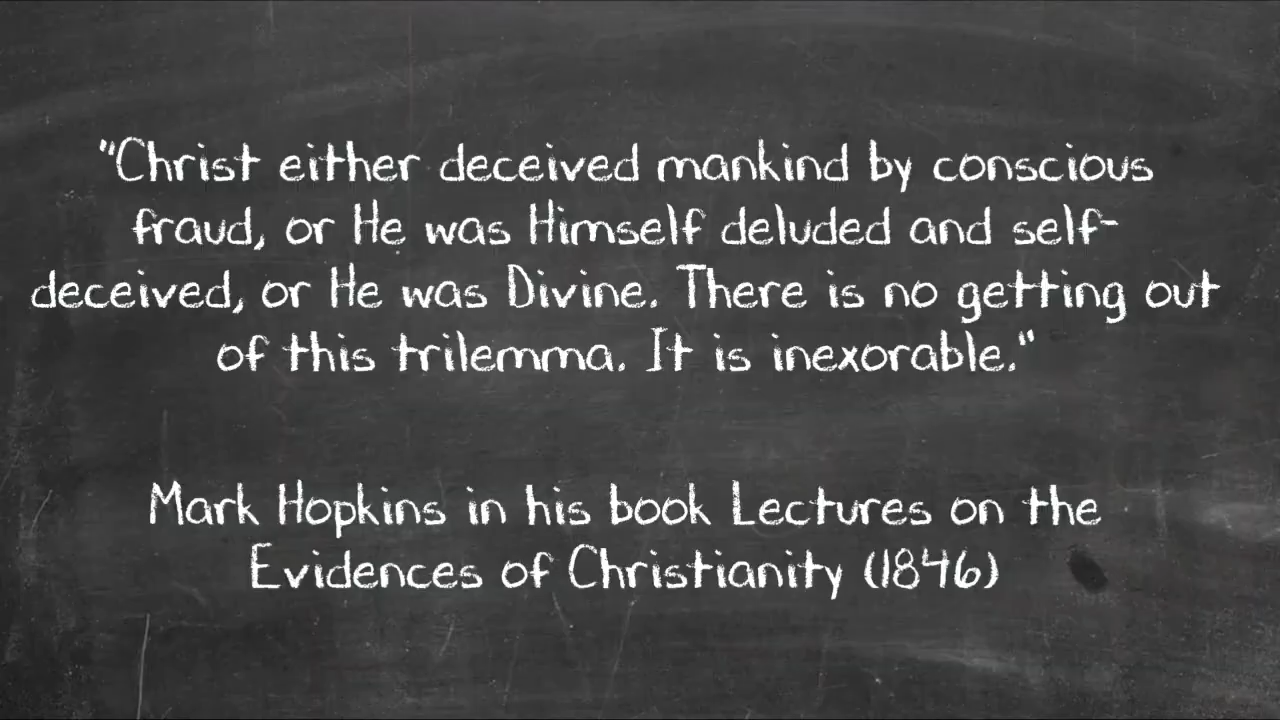 "Christ either deceived mankind by conscious
fraud, or He was Himself deluded and self-
deceived, or He was Divine. There is no getting out
of this trilemma. It is inexorable."
Mark Hopkins in his book Lectures on the
Evidences of Christianity (1846)